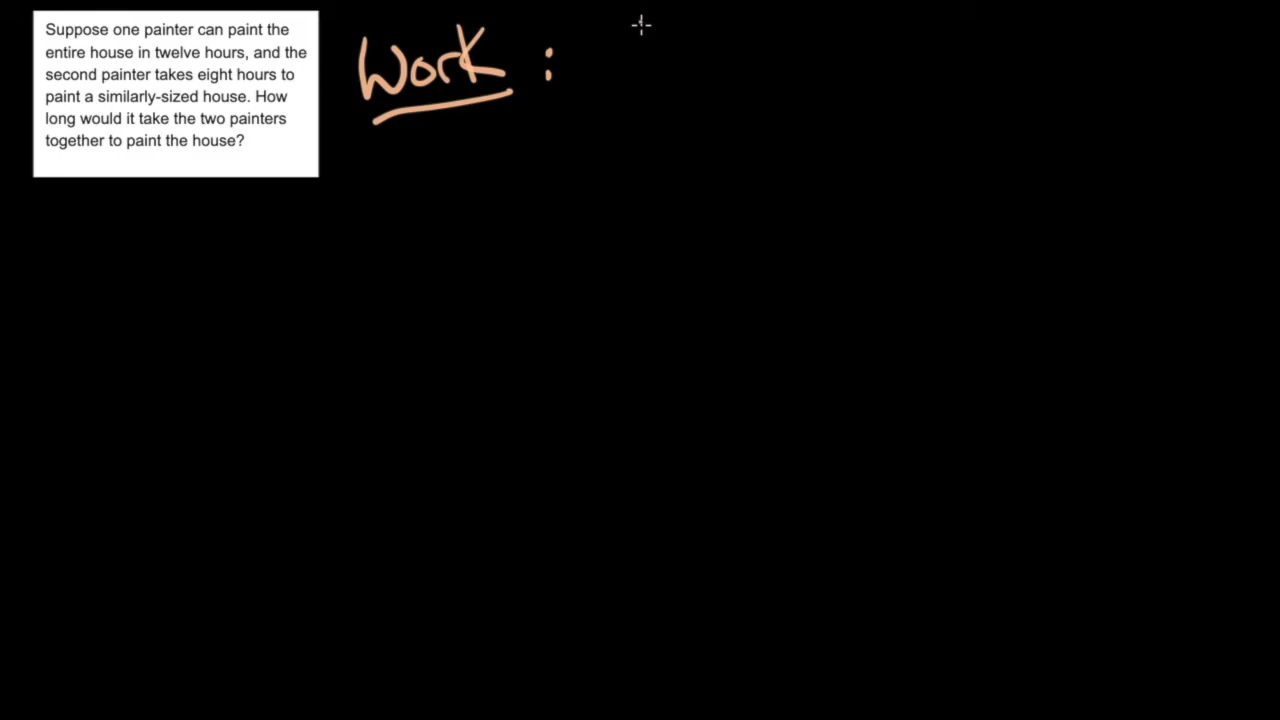 Suppose one painter can paint the
entire house in twelve hours, and the
second painter takes eight hours to
paint a similarly-sized house. How
long would it take the two painters
together to paint the house?
Work :